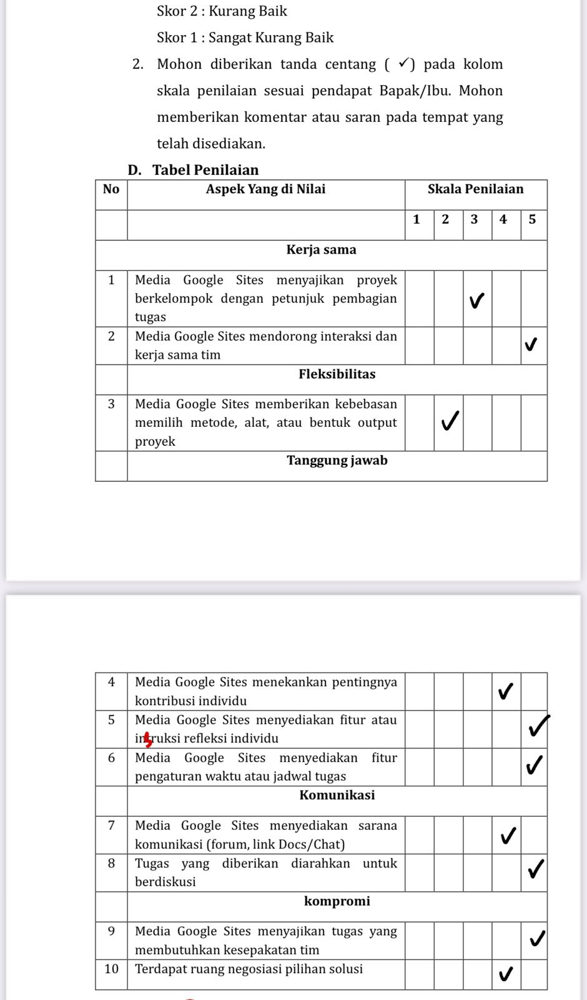 Skor 2 : Kurang Baik
Skor 1 : Sangat Kurang Baik
2. Mohon diberikan tanda centang ( ✓) pada kolom
skala penilaian sesuai pendapat Bapak/Ibu. Mohon
memberikan komentar atau saran pada tempat yang
telah disediakan.
D. Tabel Penilaian
No Aspek Yang di Nilai Skala Penilaian
1 2 3 4 5
Kerja sama
1 Media Google Sites menyajikan proyek
berkelompok dengan petunjuk pembagian ✓
tugas
2 Media Google Sites mendorong interaksi dan
kerja sama tim ✓
Fleksibilitas
3 Media Google Sites memberikan kebebasan
memilih metode, alat, atau bentuk output ✓
proyek
Tanggung jawab
4 Media Google Sites menekankan pentingnya ✓
kontribusi individu
5 Media Google Sites menyediakan fitur atau ✓
refleksi individu
6 Media Google Sites menyediakan fitur ✓
pengaturan waktu atau jadwal tugas
Komunikasi
7 Media Google Sites menyediakan sarana ✓
komunikasi (forum, link Docs/Chat)
8 Tugas yang diberikan diarahkan untuk ✓
berdiskusi
kompromi
9 Media Google Sites menyajikan tugas yang ✓
membutuhkan kesepakatan tim
10 Terdapat ruang negosiasi pilihan solusi ✓